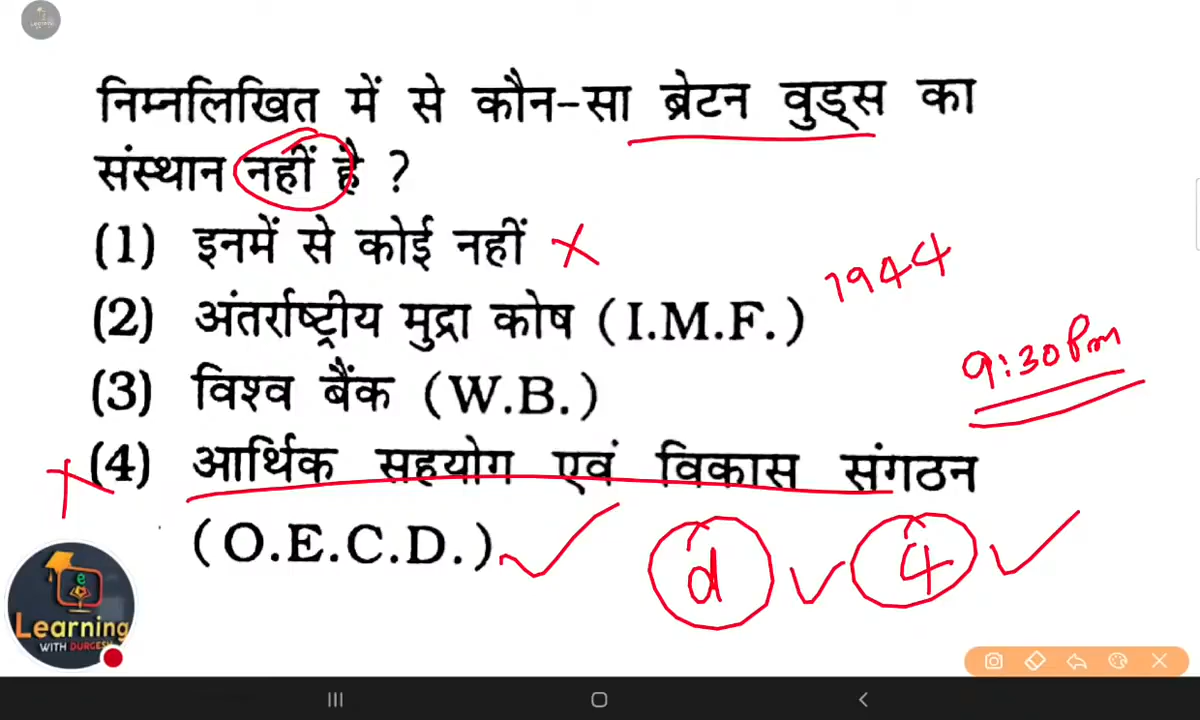 निम्नलिखित में से कौन-सा ब्रेटन वुड्स का
संस्थान नहीं है ?
(1) इनमें से कोई नहीं
1944
(2) अंतर्राष्ट्रीय मुद्रा कोष (I.M.F.)
9:30 Pm
(3) विश्व बैंक (W.B.)
(4) आर्थिक सहयोग एवं विकास संगठन
(O.E.C.D.)
d 4
e
Learning
WITH DURGESH